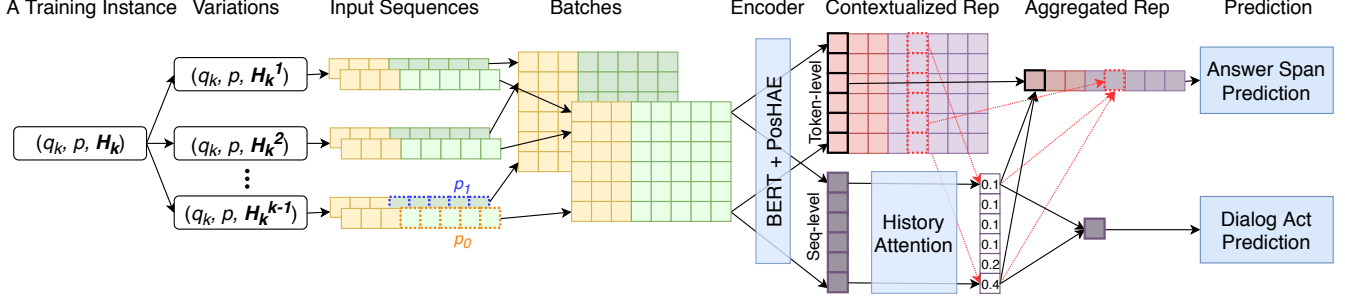 A Training Instance
Variations
Input Sequences
Batches
Encoder
Contextualized Rep
Aggregated Rep
Prediction
(qk, p, Hk)
(qk, p, Hk1)
(qk, p, Hk2)
(qk, p, Hkk-1)
p1
p0
BERT + PosHAE
Token-level
Seq-level
History
Attention
0.1
0.1
0.1
0.1
0.2
0.4
Answer Span
Prediction
Dialog Act
Prediction